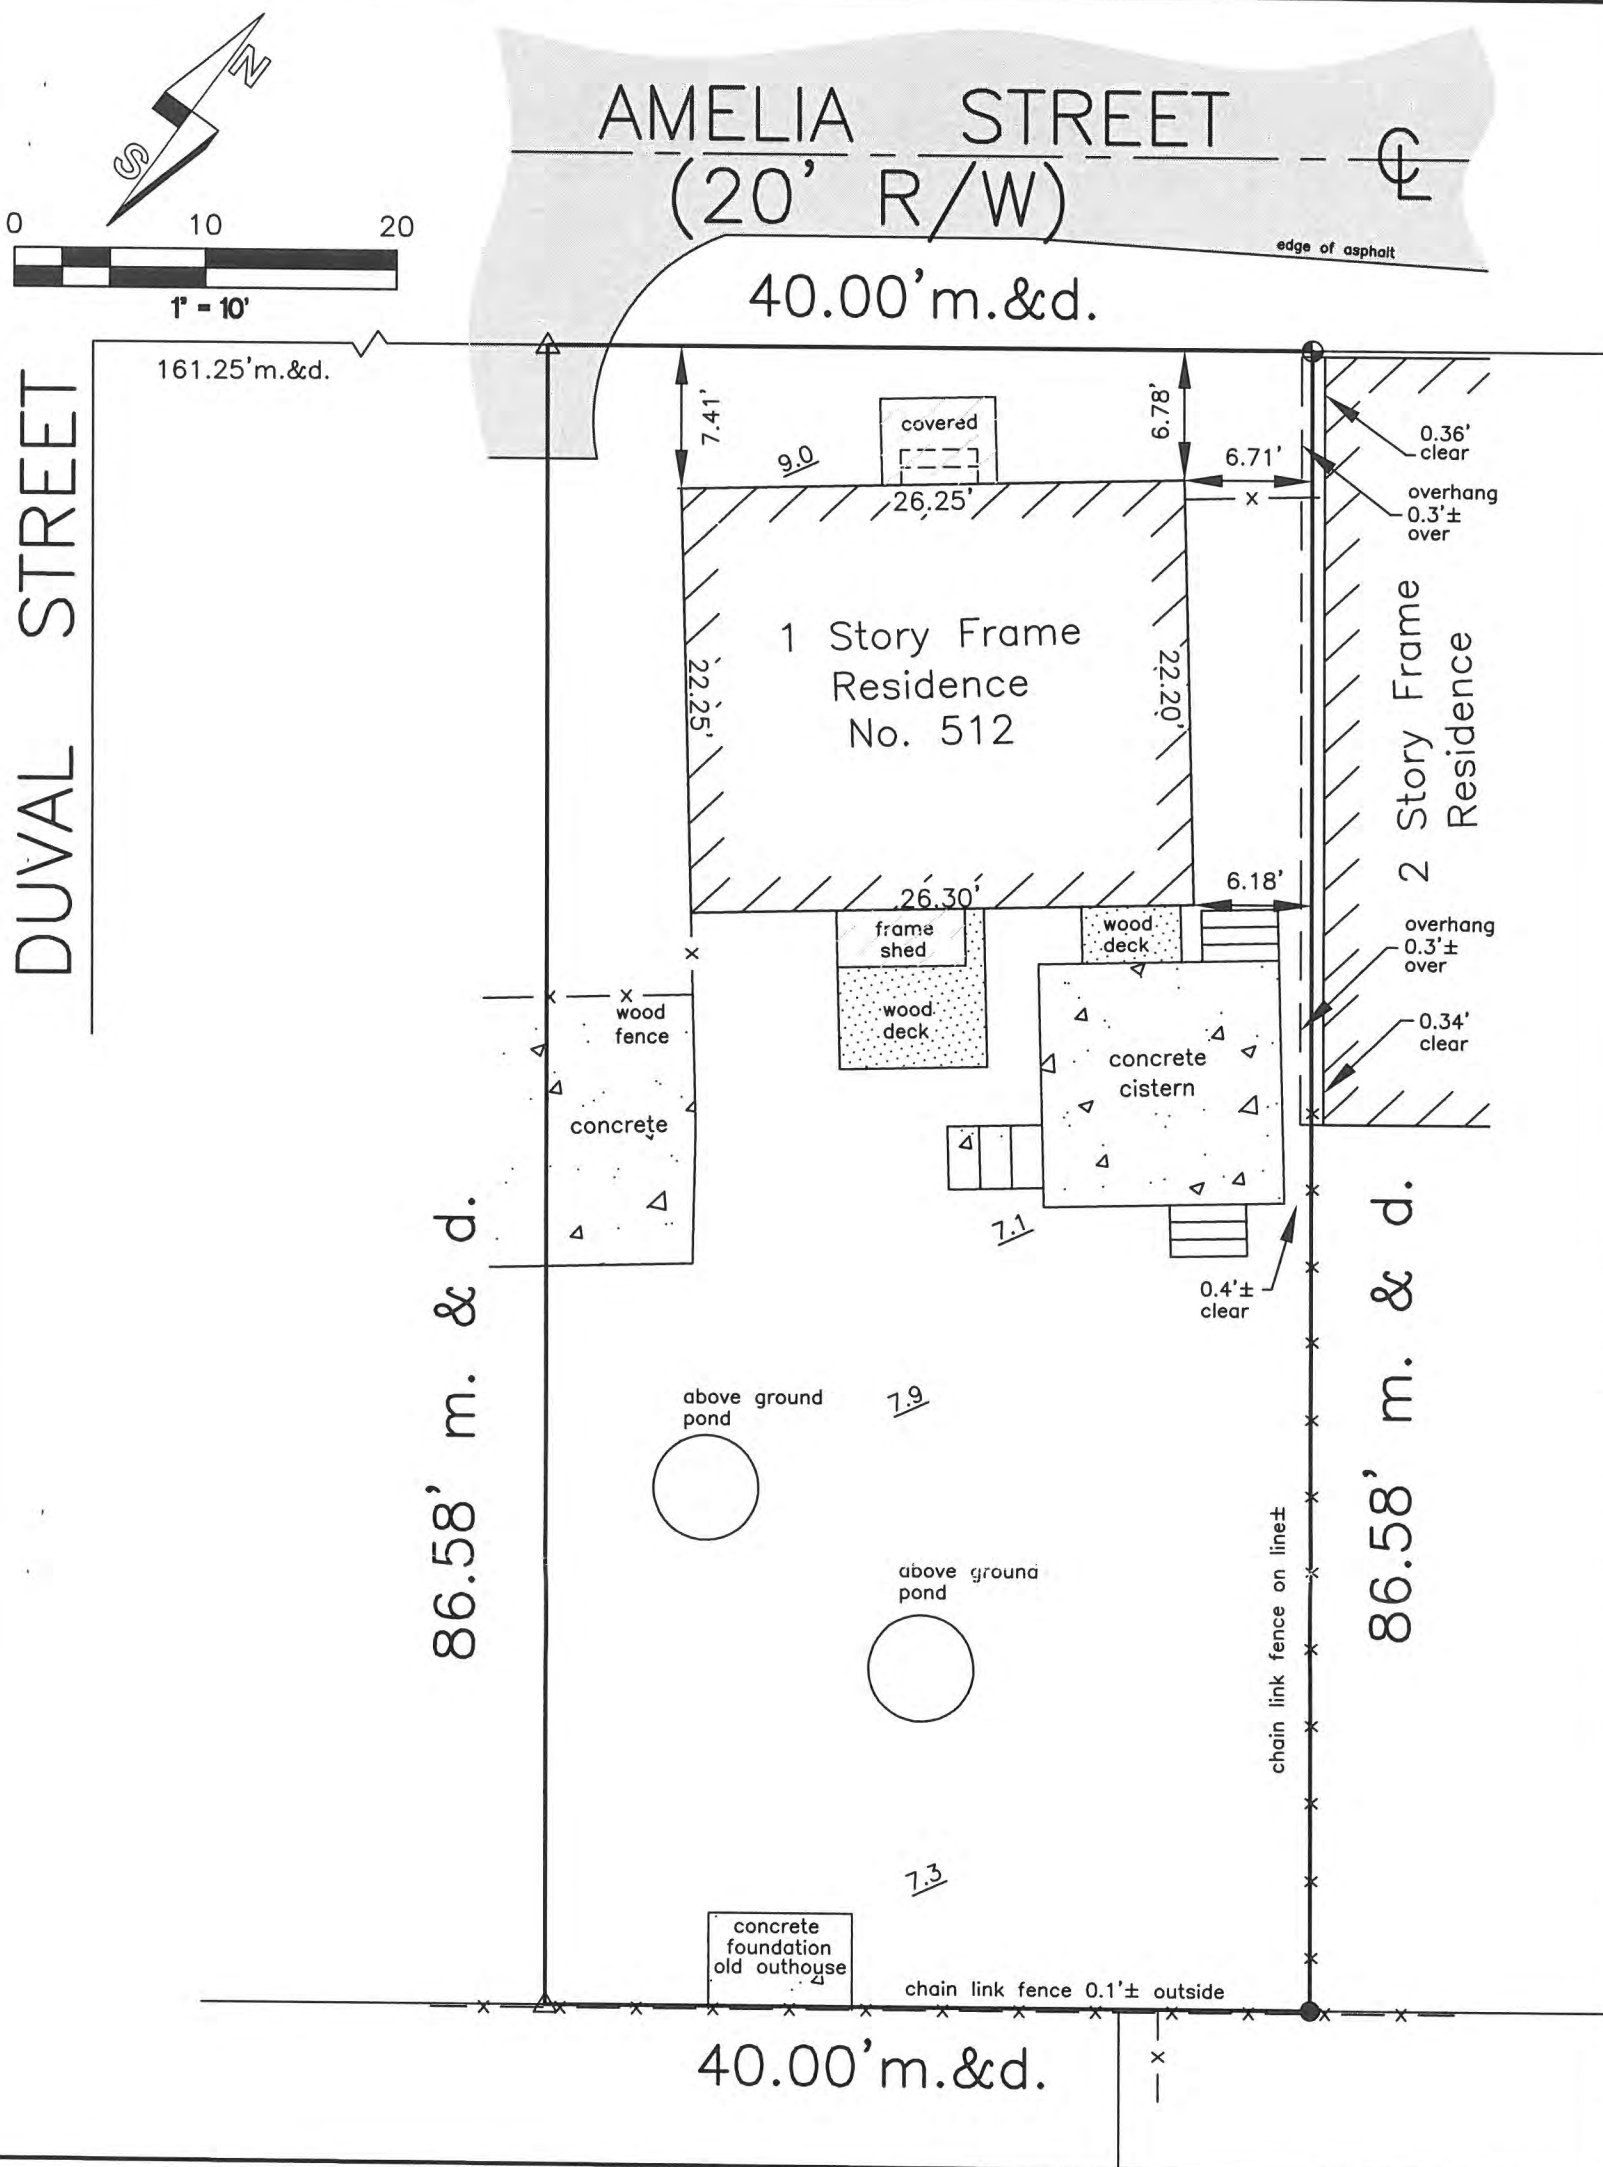 N
S
AMELIA STREET
CL
(20' R/W)
edge of asphalt
0 10 20
1" = 10'
40.00'm.&d.
161.25'm.&d.
DUVAL STREET
7.41'
covered
6.78'
9.0
26.25'
6.71'
x
0.36'
clear
overhang
0.3'±
over
1 Story Frame
Residence
No. 512
22.25'
22.20'
2 Story Frame
Residence
26.30'
6.18'
frame
shed
wood
deck
wood
deck
x
x x
wood
fence
concrete
concrete
cistern
overhang
0.3'±
over
0.34'
clear
7.1
0.4'±
clear
86.58' m. & d.
86.58' m. & d.
above ground
pond
7.9
above ground
pond
chain link fence on line±
7.3
concrete
foundation
old outhouse
chain link fence 0.1'± outside
40.00'm.&d.
x